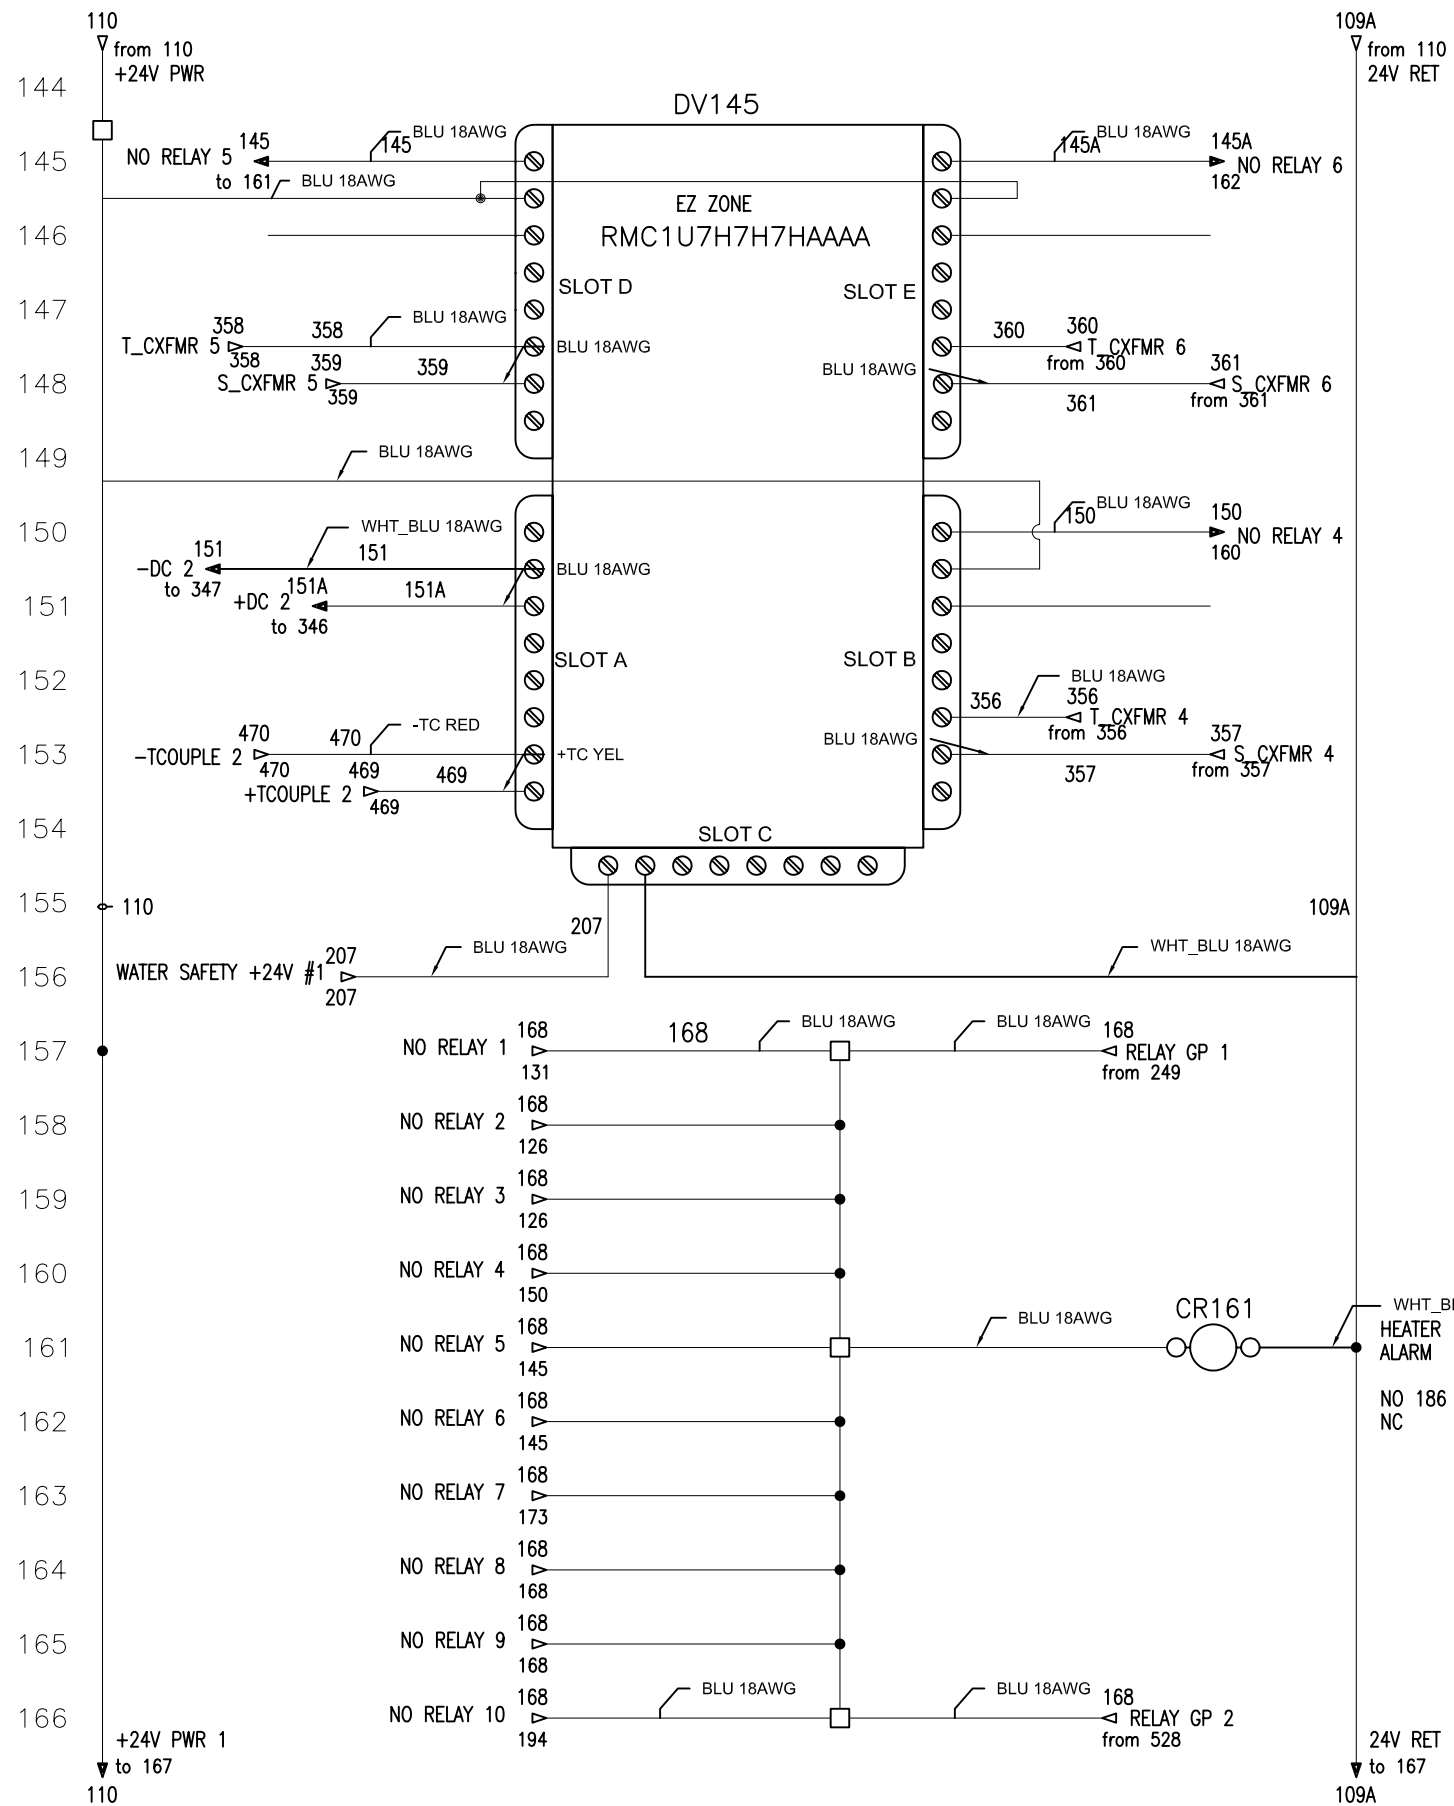 110
109A
from 110
+24V PWR
from 110
24V RET
144
DV145
145
NO RELAY 5
145
to 161
145
BLU 18AWG
BLU 18AWG
145A
BLU 18AWG
145A
NO RELAY 6
162
EZ ZONE
146
RMC1U7H7H7HAAAA
SLOT D
SLOT E
147
T_CXFMR 5
358
358
358
BLU 18AWG
BLU 18AWG
360
360
T_CXFMR 6
from 360
148
S_CXFMR 5
359
359
359
BLU 18AWG
361
361
S_CXFMR 6
from 361
149
BLU 18AWG
150
WHT_BLU 18AWG
150
BLU 18AWG
150
NO RELAY 4
160
-DC 2
151
to 347
151
BLU 18AWG
151
+DC 2
151A
to 346
151A
SLOT A
SLOT B
152
BLU 18AWG
356
356
T_CXFMR 4
from 356
153
-TCOUPLE 2
470
470
470
-TC RED
+TC YEL
BLU 18AWG
357
357
S_CXFMR 4
from 357
+TCOUPLE 2
469
469
469
154
SLOT C
155
110
109A
207
156
WATER SAFETY +24V #1
207
207
BLU 18AWG
WHT_BLU 18AWG
157
NO RELAY 1
168
131
168
BLU 18AWG
BLU 18AWG
168
RELAY GP 1
from 249
158
NO RELAY 2
168
126
159
NO RELAY 3
168
126
160
NO RELAY 4
168
150
161
NO RELAY 5
168
145
BLU 18AWG
CR161
WHT_Bl
HEATER
ALARM
NO 186
NC
162
NO RELAY 6
168
145
163
NO RELAY 7
168
173
164
NO RELAY 8
168
168
165
NO RELAY 9
168
168
166
NO RELAY 10
168
194
BLU 18AWG
BLU 18AWG
168
RELAY GP 2
from 528
+24V PWR 1
to 167
24V RET
to 167
110
109A